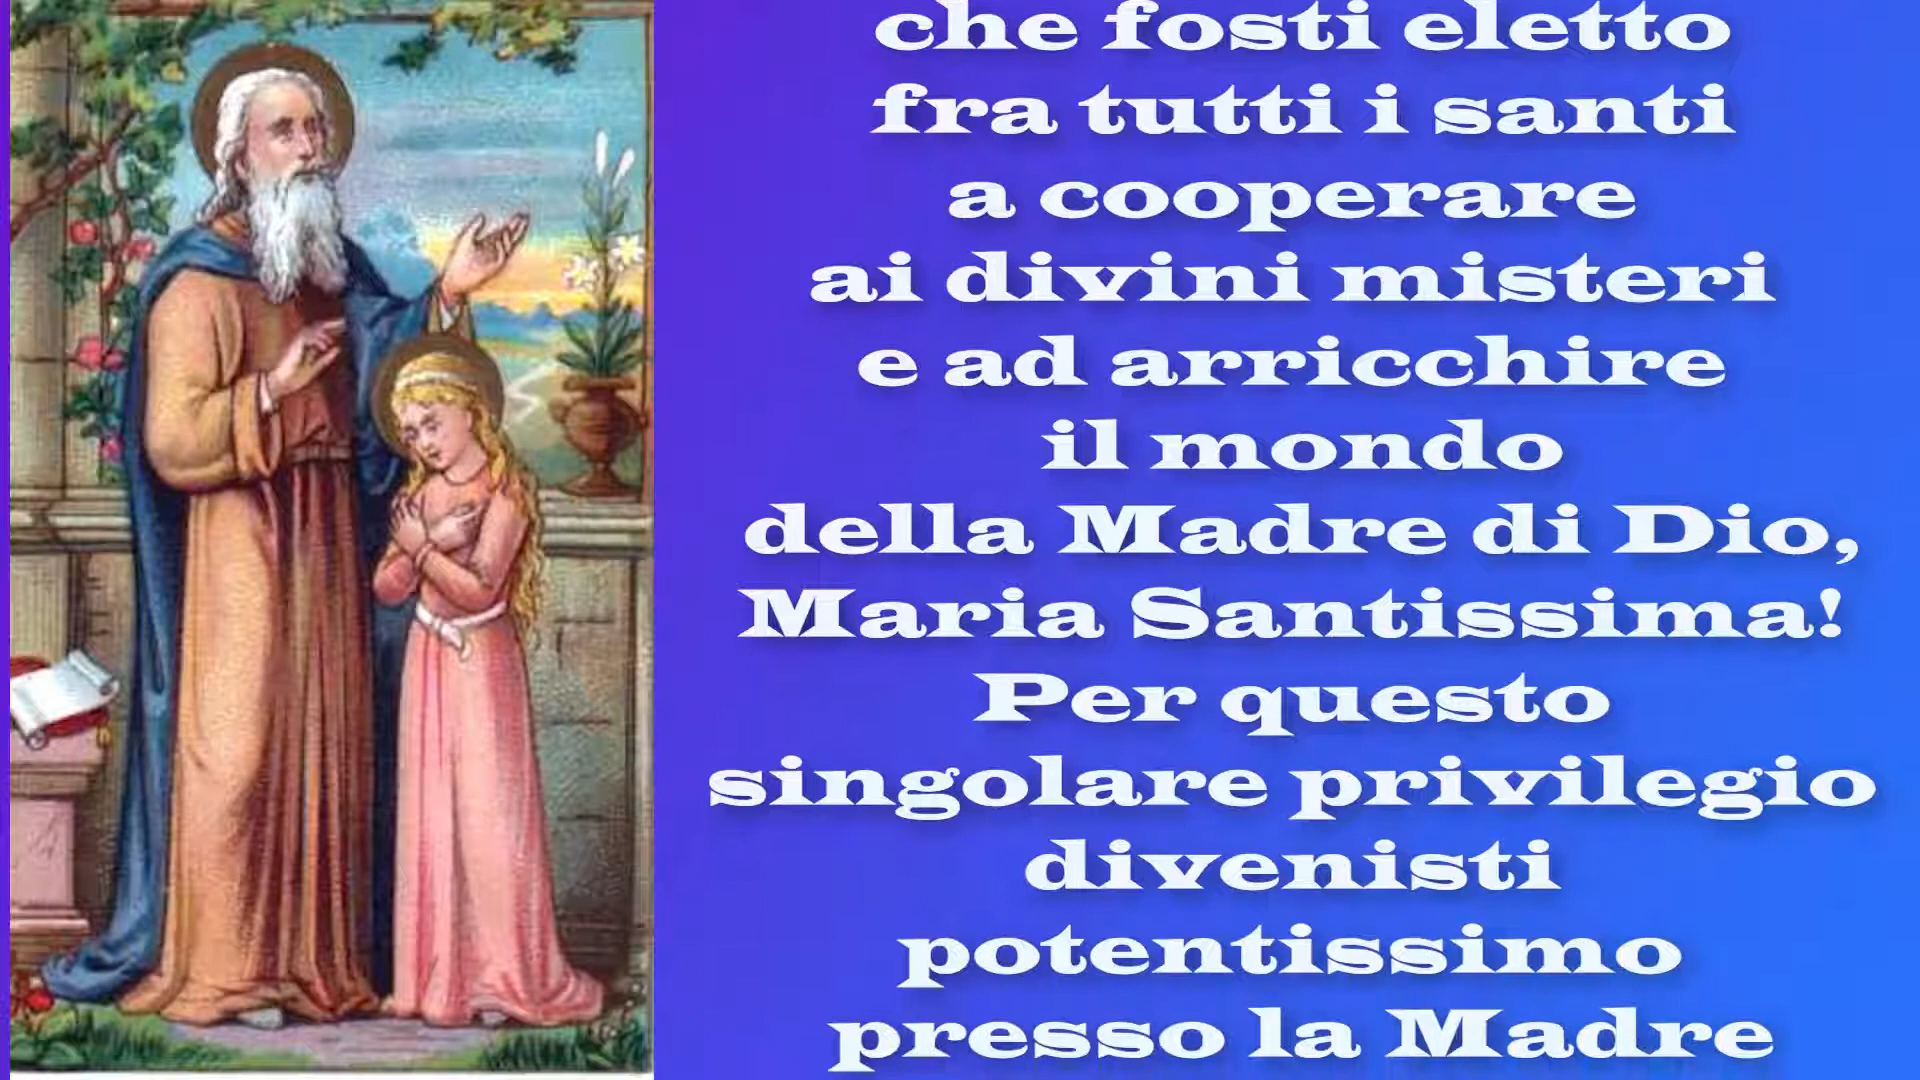 che fosti eletto
fra tutti i santi
a cooperare
ai divini misteri
e ad arricchire
il mondo
della Madre di Dio,
Maria Santissima!
Per questo
singolare privilegio
divenisti
potentissimo
presso la Madre